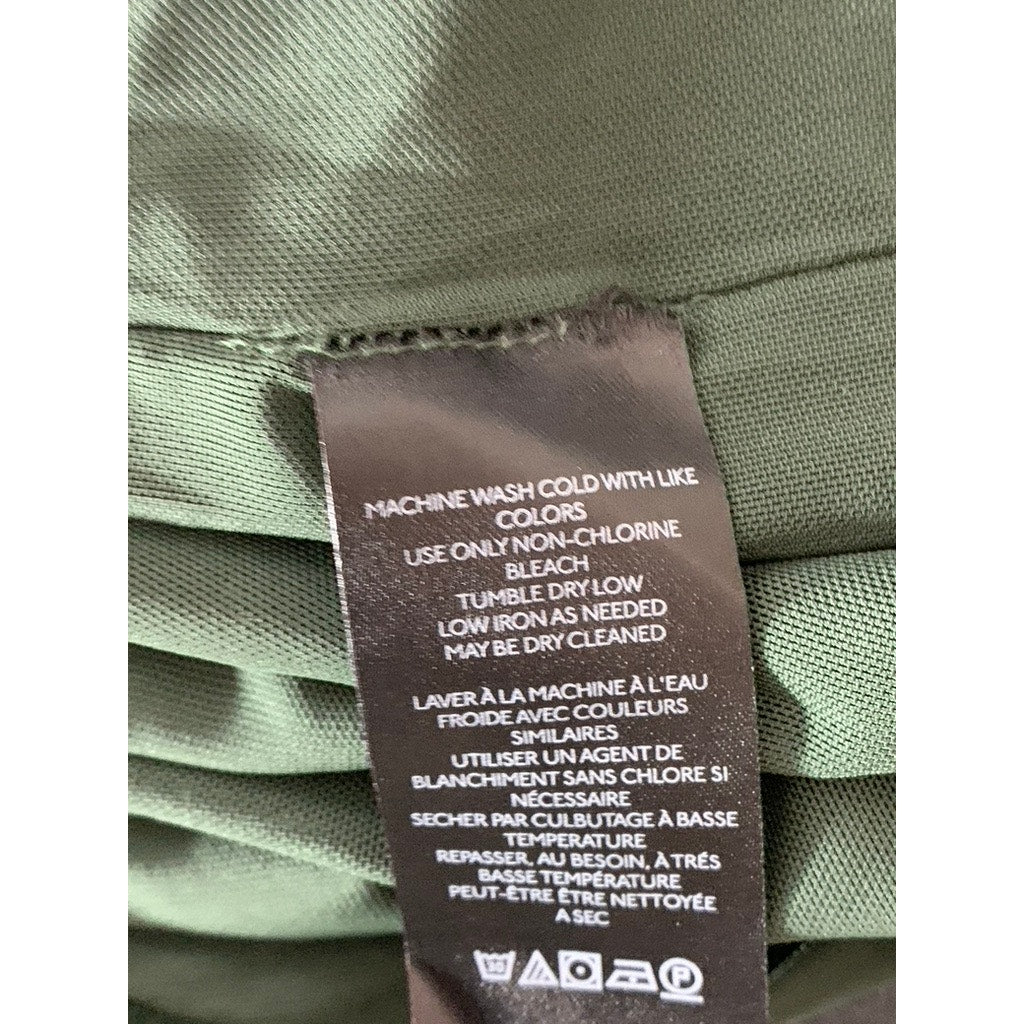 MACHINE WASH COLD WITH LIKE
COLORS
USE ONLY NON-CHLORINE
BLEACH
TUMBLE DRY LOW
LOW IRON AS NEEDED
MAY BE DRY CLEANED
LAVER À LA MACHINE À L'EAU
FROIDE AVEC COULEURS
SIMILAIRES
UTILISER UN AGENT DE
BLANCHIMENT SANS CHLORE SI
NÉCESSAIRE
SECHER PAR CULBUTAGE À BASSE
TEMPERATURE
REPASSER, AU BESOIN, À TRÉS
BASSE TEMPÉRATURE
PEUT-ÊTRE ÊTRE NETTOYÉE
A SEC
30 P